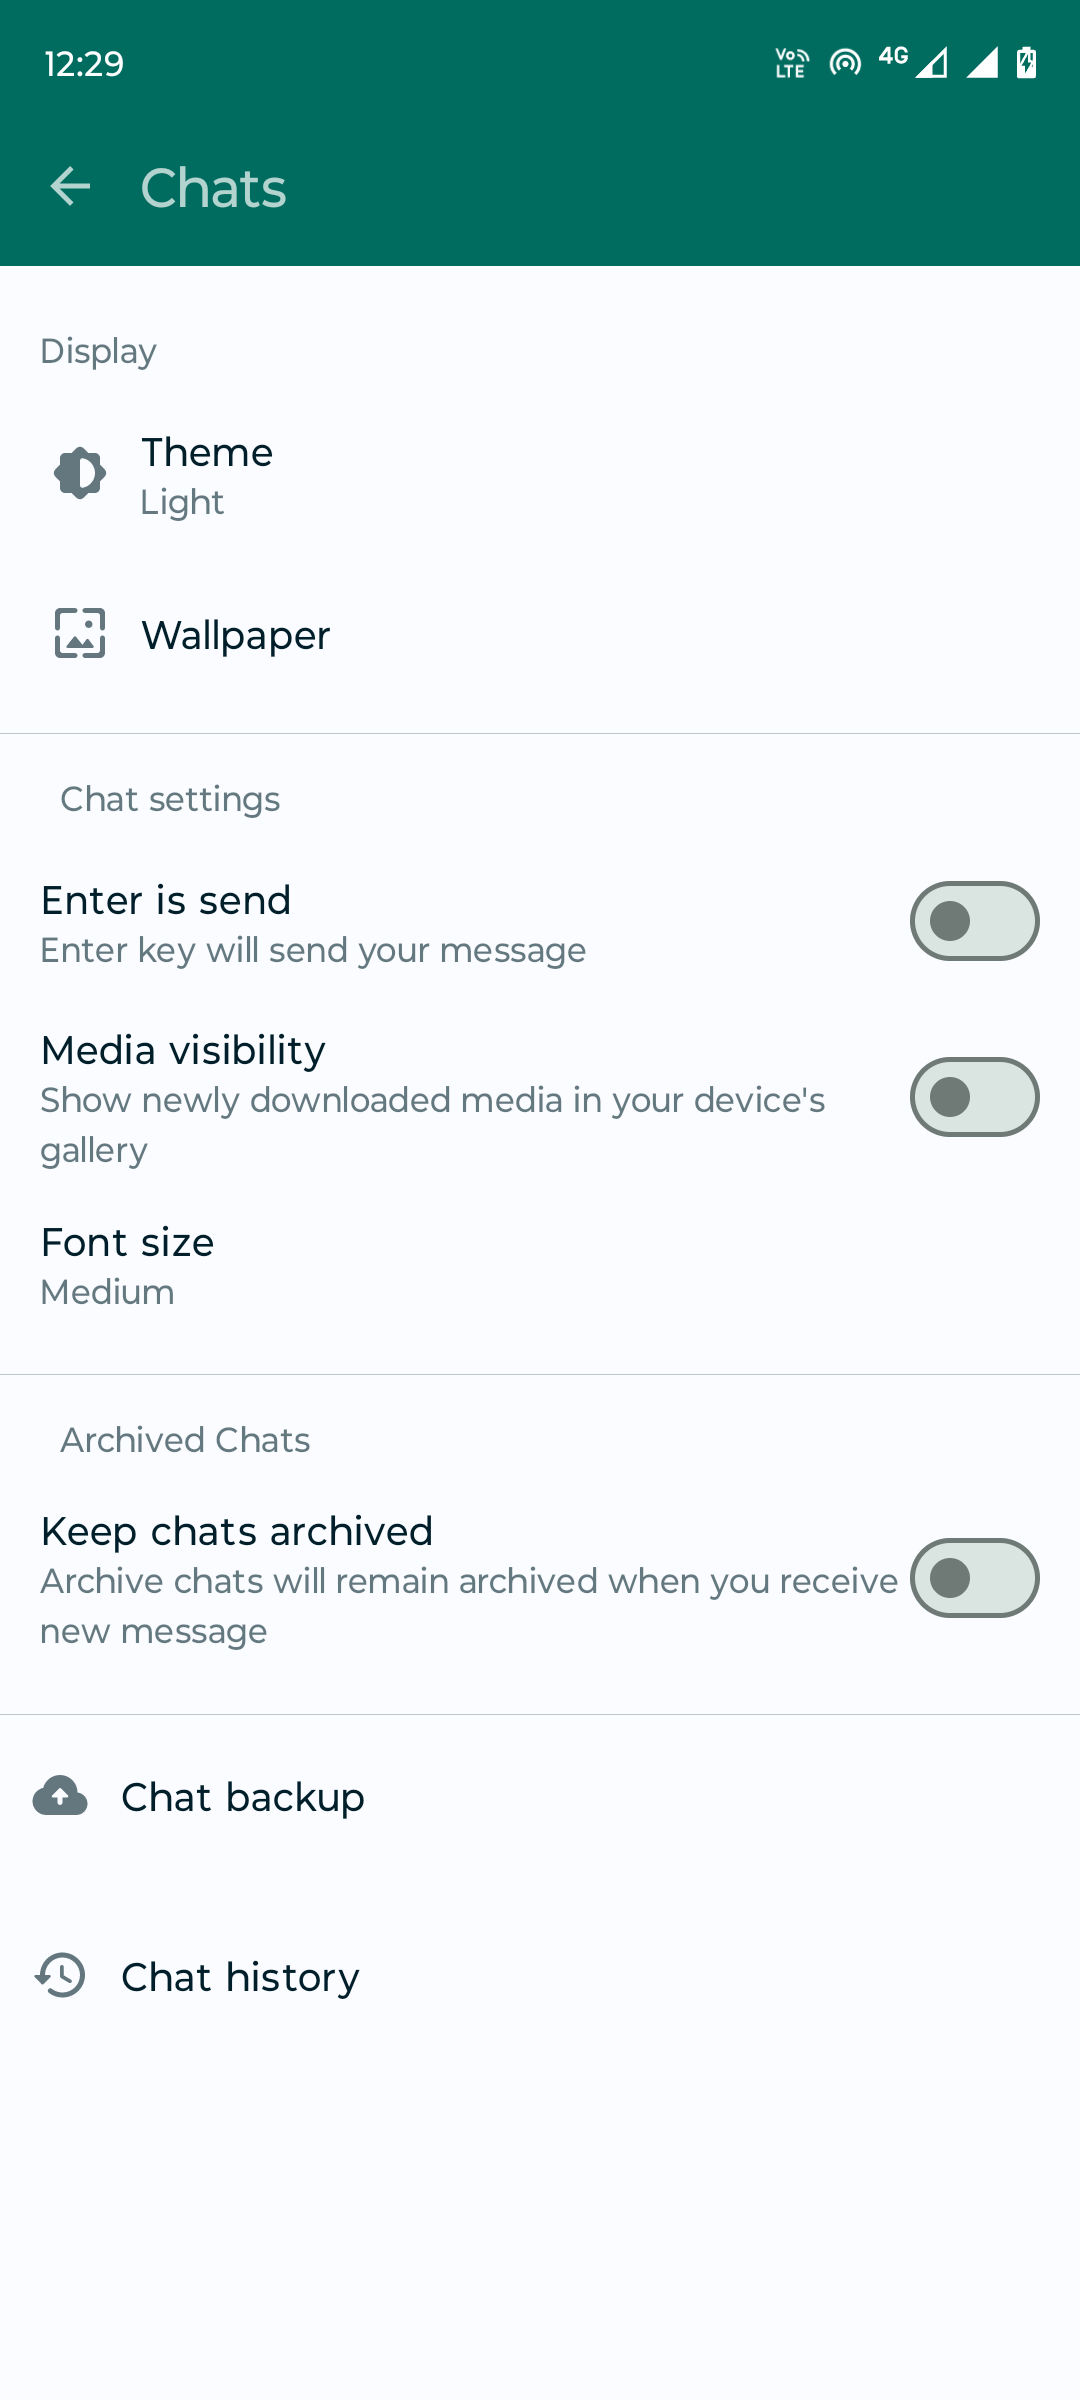 12:29
Vo
LTE
4G
Chats
Display
Theme
Light
Wallpaper
Chat settings
Enter is send
Enter key will send your message
Media visibility
Show newly downloaded media in your device's
gallery
Font size
Medium
Archived Chats
Keep chats archived
Archive chats will remain archived when you receive
new message
Chat backup
Chat history